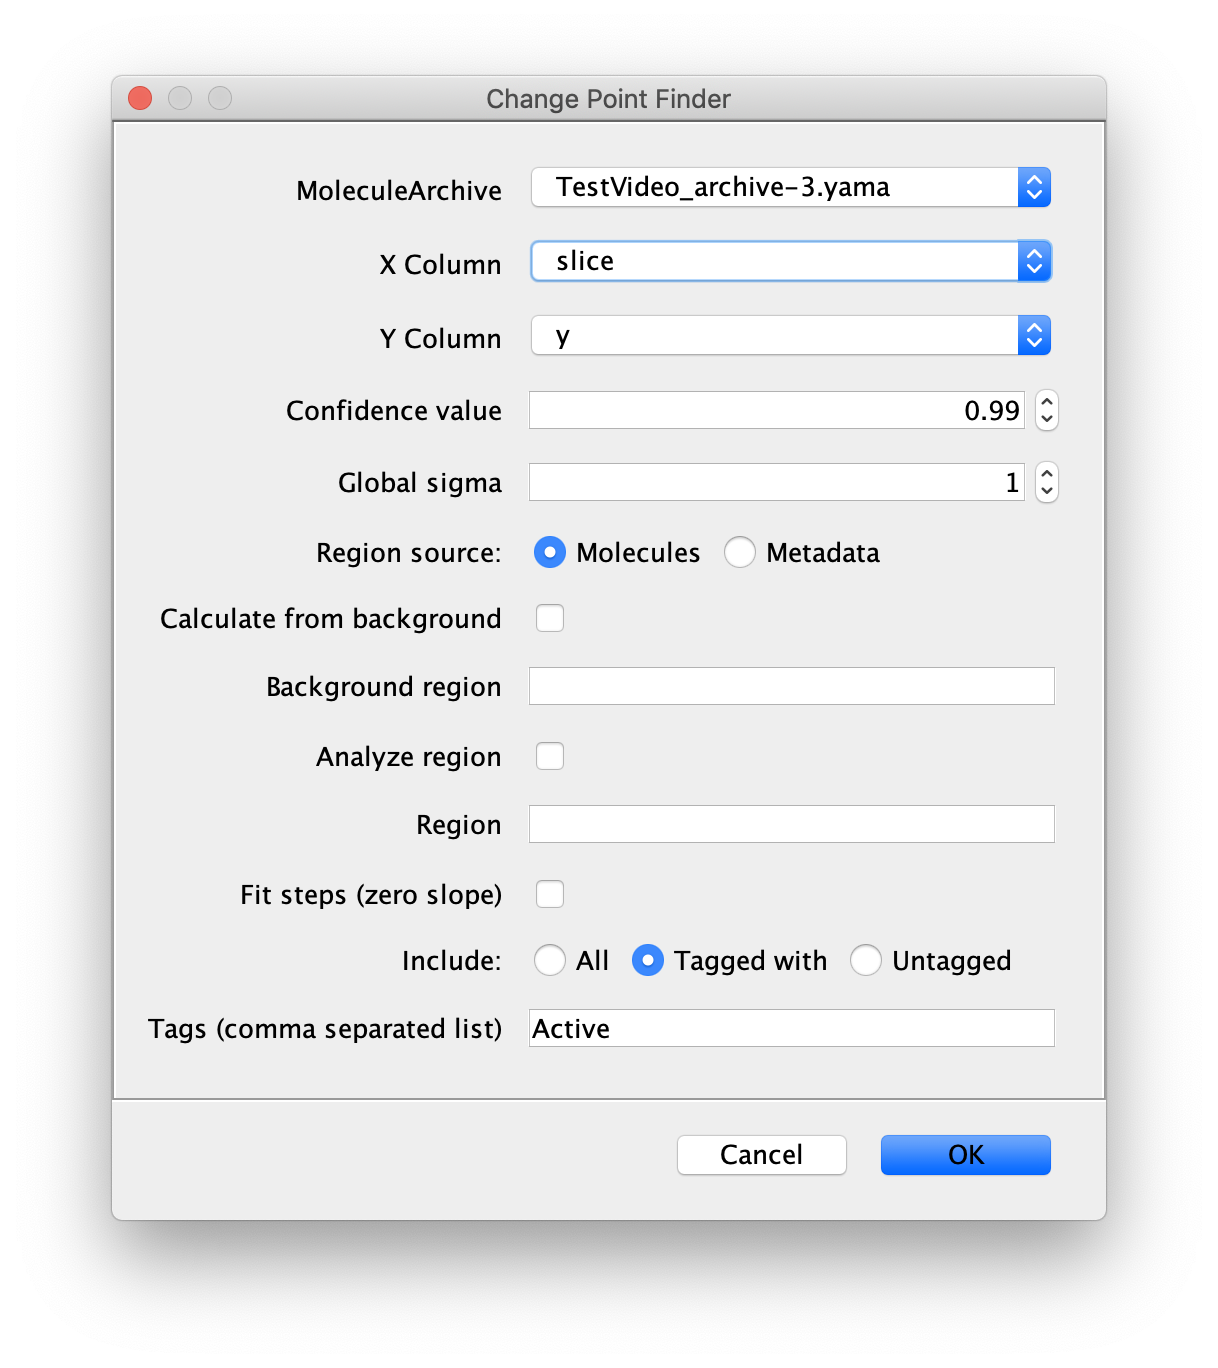 Change Point Finder
MoleculeArchive TestVideo_archive-3.yama
X Column slice
Y Column y
Confidence value 0.99
Global sigma 1
Region source: Molecules Metadata
Calculate from background
Background region
Analyze region
Region
Fit steps (zero slope)
Include: All Tagged with Untagged
Tags (comma separated list) Active
Cancel OK